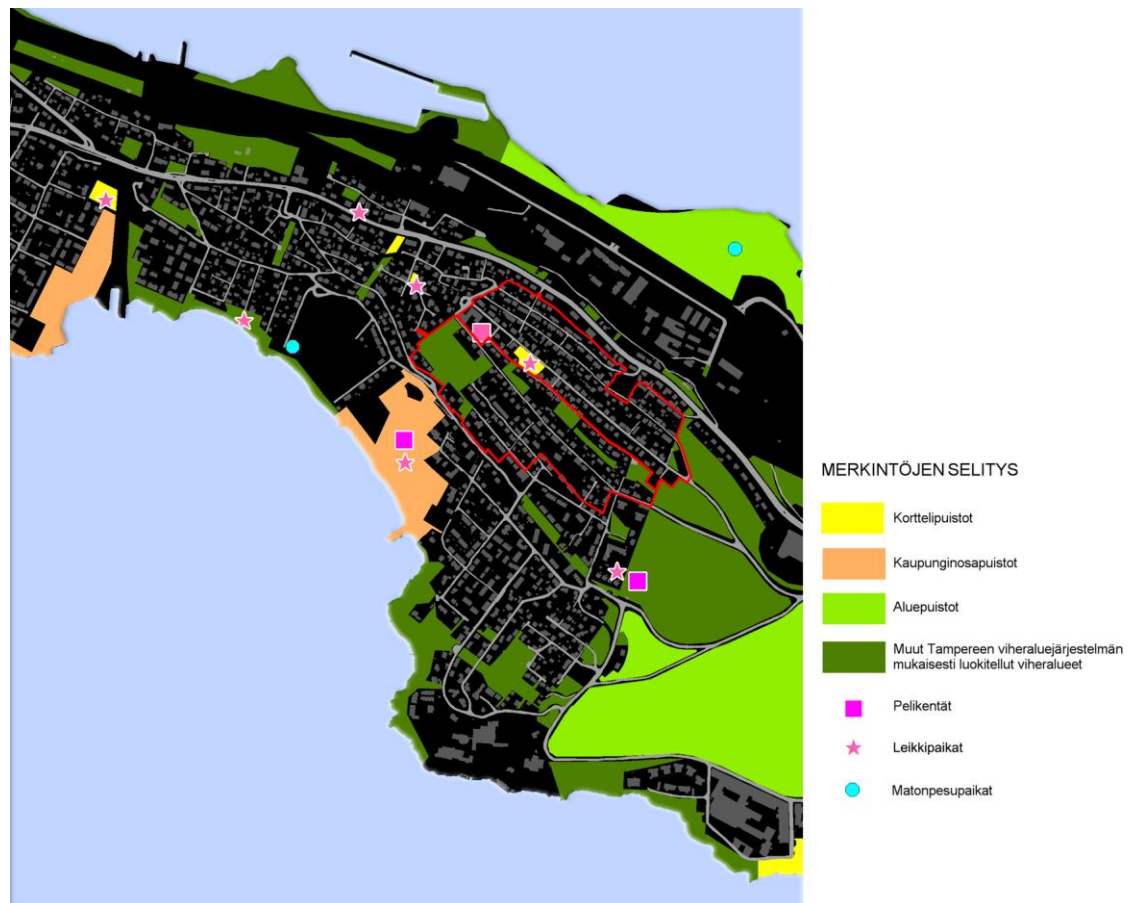 MERKINTÖJEN SELITYS
Korttelipuistot
Kaupunginosapuistot
Aluepuistot
Muut Tampereen viheraluejärjestelmän
mukaisesti luokitellut viheralueet
Pelikentät
Leikkipaikat
Matonpesupaikat